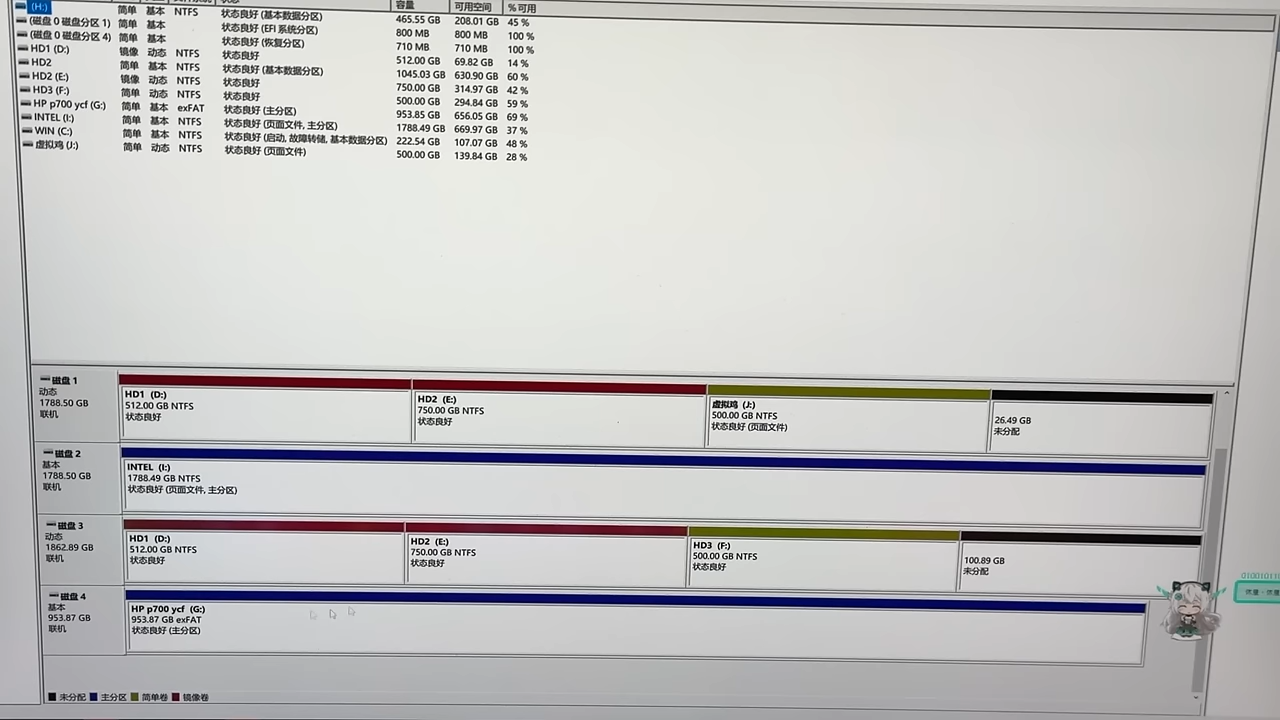 容量 可用空间 % 可用
(H:) 简单 基本 NTFS 状态良好 (基本数据分区) 465.55 GB 208.01 GB 45 %
(磁盘 0 磁盘分区 1) 简单 基本 状态良好 (EFI 系统分区) 800 MB 800 MB 100 %
(磁盘 0 磁盘分区 4) 简单 基本 状态良好 (恢复分区) 710 MB 710 MB 100 %
HD1 (D:) 镜像 动态 NTFS 状态良好 512.00 GB 69.82 GB 14 %
HD2 简单 基本 NTFS 状态良好 (基本数据分区) 1045.03 GB 630.90 GB 60 %
HD2 (E:) 镜像 动态 NTFS 状态良好 750.00 GB 314.97 GB 42 %
HD3 (F:) 简单 动态 NTFS 状态良好 500.00 GB 294.84 GB 59 %
HP p700 ycf (G:) 简单 基本 exFAT 状态良好 (主分区) 953.85 GB 656.05 GB 69 %
INTEL (I:) 简单 基本 NTFS 状态良好 (页面文件, 主分区) 1788.49 GB 669.97 GB 37 %
WIN (C:) 简单 基本 NTFS 状态良好 (启动, 故障转储, 基本数据分区) 222.54 GB 107.07 GB 48 %
虚拟鸡 (J:) 简单 动态 NTFS 状态良好 (页面文件) 500.00 GB 139.84 GB 28 %
磁盘 1
动态
1788.50 GB
联机
HD1 (D:)
512.00 GB NTFS
状态良好
HD2 (E:)
750.00 GB NTFS
状态良好
虚拟鸡 (J:)
500.00 GB NTFS
状态良好 (页面文件)
26.49 GB
未分配
磁盘 2
基本
1788.50 GB
联机
INTEL (I:)
1788.49 GB NTFS
状态良好 (页面文件, 主分区)
磁盘 3
动态
1862.89 GB
联机
HD1 (D:)
512.00 GB NTFS
状态良好
HD2 (E:)
750.00 GB NTFS
状态良好
HD3 (F:)
500.00 GB NTFS
状态良好
100.89 GB
未分配
磁盘 4
基本
953.87 GB
联机
HP p700 ycf (G:)
953.87 GB exFAT
状态良好 (主分区)
未分配 主分区 简单卷 镜像卷